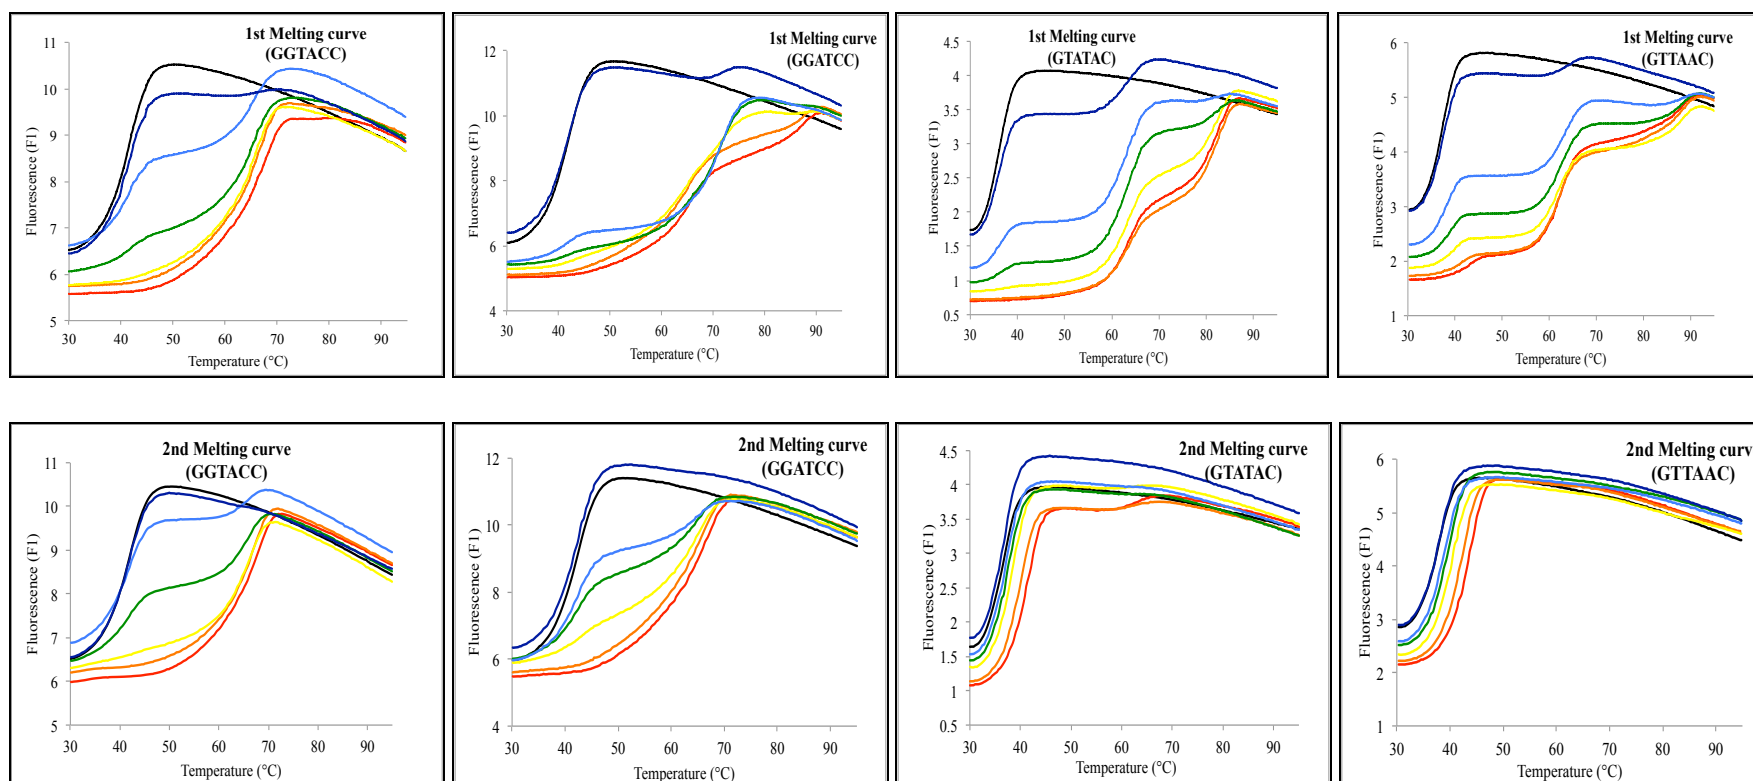 1st Melting curve
(GGTACC)
Fluorescence (F1)
11
10
9
8
7
6
5
30 40 50 60 70 80 90
Temperature (°C)
1st Melting curve
(GGATCC)
Fluorescence (F1)
12
10
8
6
4
30 40 50 60 70 80 90
Temperature (°C)
1st Melting curve
(GTATAC)
Fluorescence (F1)
4.5
4
3.5
3
2.5
2
1.5
1
0.5
30 40 50 60 70 80 90
Temperature (°C)
1st Melting curve
(GTTAAC)
Fluorescence (F1)
6
5
4
3
2
1
30 40 50 60 70 80 90
Temperature (°C)
2nd Melting curve
(GGTACC)
Fluorescence (F1)
11
10
9
8
7
6
5
30 40 50 60 70 80 90
Temperature (°C)
2nd Melting curve
(GGATCC)
Fluorescence (F1)
12
10
8
6
4
30 40 50 60 70 80 90
Temperature (°C)
2nd Melting curve
(GTATAC)
Fluorescence (F1)
4.5
4
3.5
3
2.5
2
1.5
1
0.5
30 40 50 60 70 80 90
Temperature (°C)
2nd Melting curve
(GTTAAC)
Fluorescence (F1)
6
5
4
3
2
1
30 40 50 60 70 80 90
Temperature (°C)